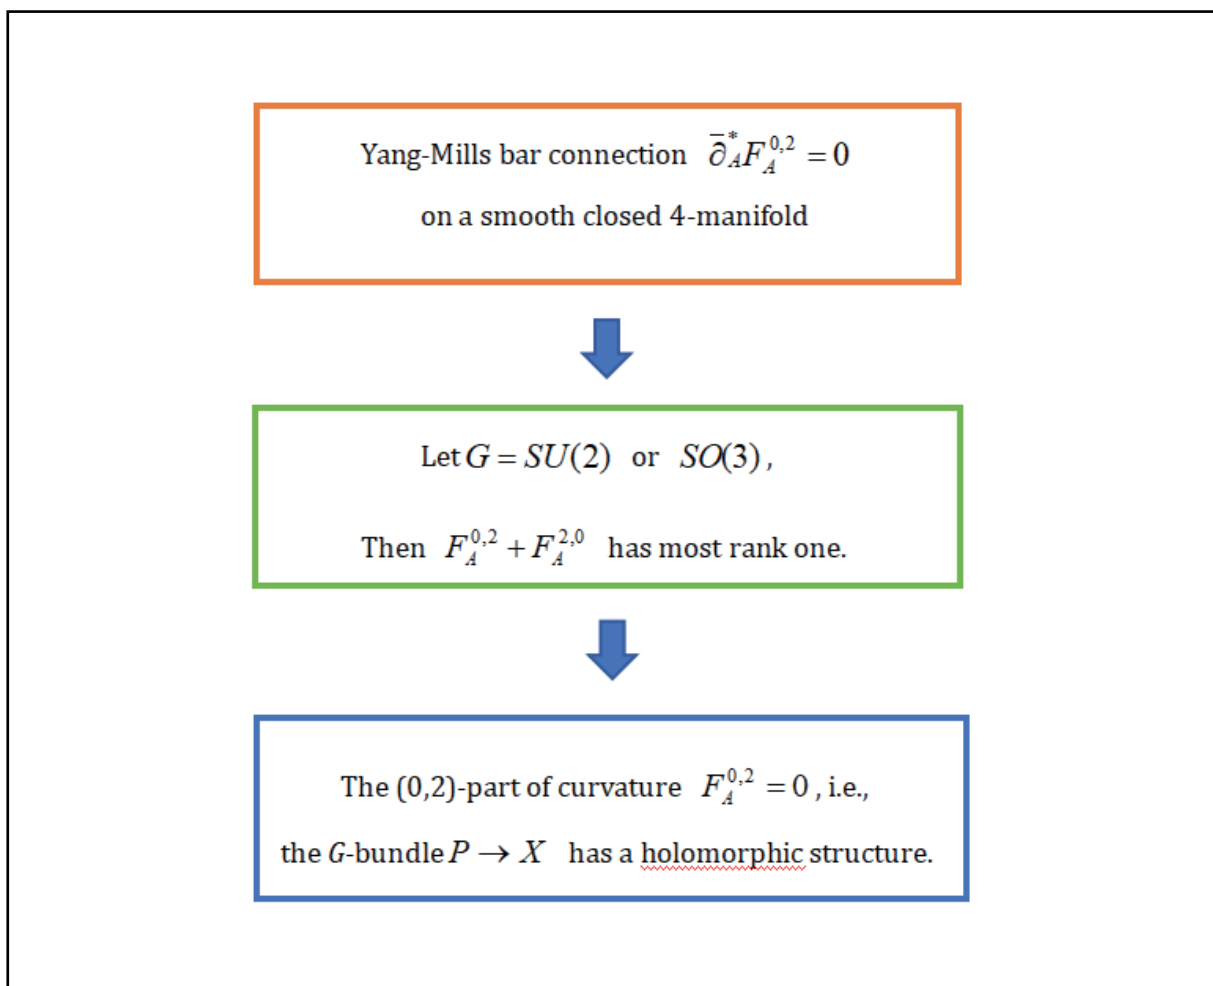 Yang-Mills bar connection $\overline{\partial}_A^* F_A^{0,2} = 0$
on a smooth closed 4-manifold
Let $G = SU(2)$ or $SO(3)$,
Then $F_A^{0,2} + F_A^{2,0}$ has most rank one.
The (0,2)-part of curvature $F_A^{0,2} = 0$, i.e.,
the G-bundle $P \to X$ has a holomorphic structure.